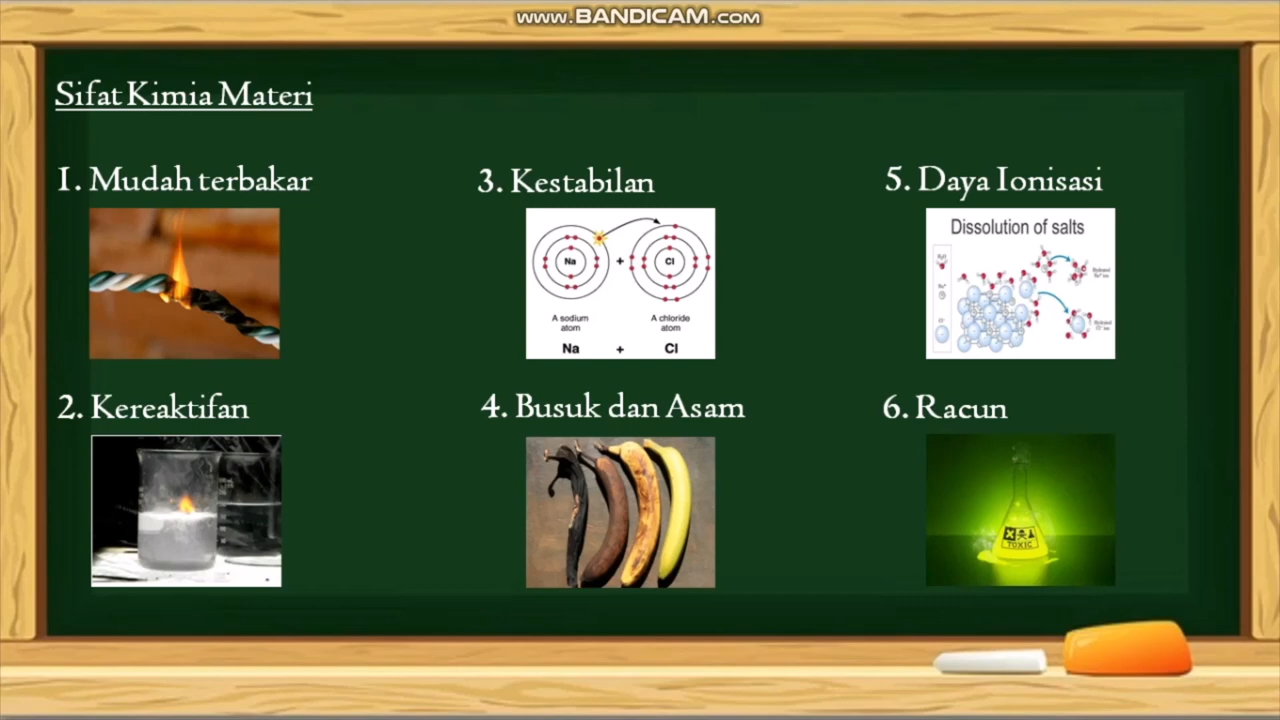 www.BANDICAM.com
Sifat Kimia Materi
1. Mudah terbakar
2. Kereaktifan
3. Kestabilan
Na + Cl
A sodium atom
A chloride atom
Na + Cl
4. Busuk dan Asam
5. Daya Ionisasi
Dissolution of salts
6. Racun
TOXIC